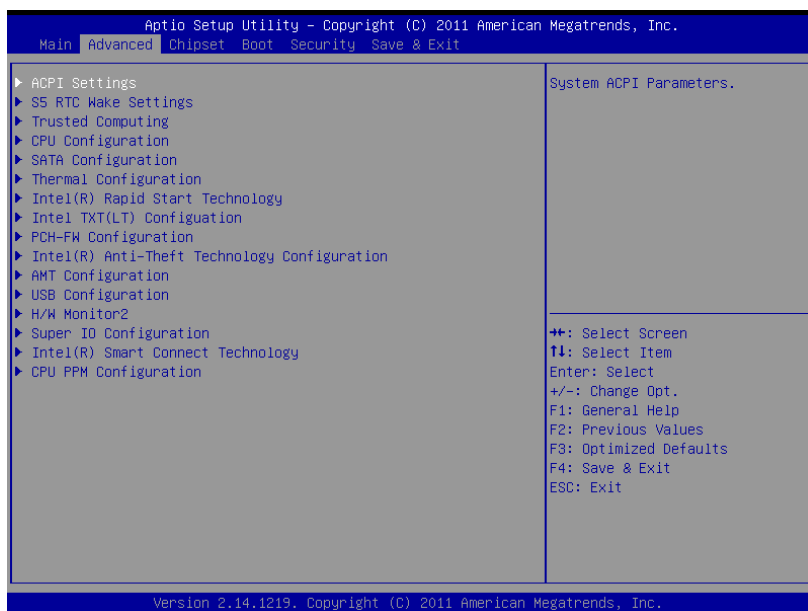 Aptio Setup Utility – Copyright (C) 2011 American Megatrends, Inc.
Main Advanced Chipset Boot Security Save & Exit
ACPI Settings
S5 RTC Wake Settings
Trusted Computing
CPU Configuration
SATA Configuration
Thermal Configuration
Intel(R) Rapid Start Technology
Intel TXT(LT) Configuation
PCH-FW Configuration
Intel(R) Anti-Theft Technology Configuration
AMT Configuration
USB Configuration
H/W Monitor2
Super IO Configuration
Intel(R) Smart Connect Technology
CPU PPM Configuration
System ACPI Parameters.
→←: Select Screen
↑↓: Select Item
Enter: Select
+/-: Change Opt.
F1: General Help
F2: Previous Values
F3: Optimized Defaults
F4: Save & Exit
ESC: Exit
Version 2.14.1219. Copyright (C) 2011 American Megatrends, Inc.